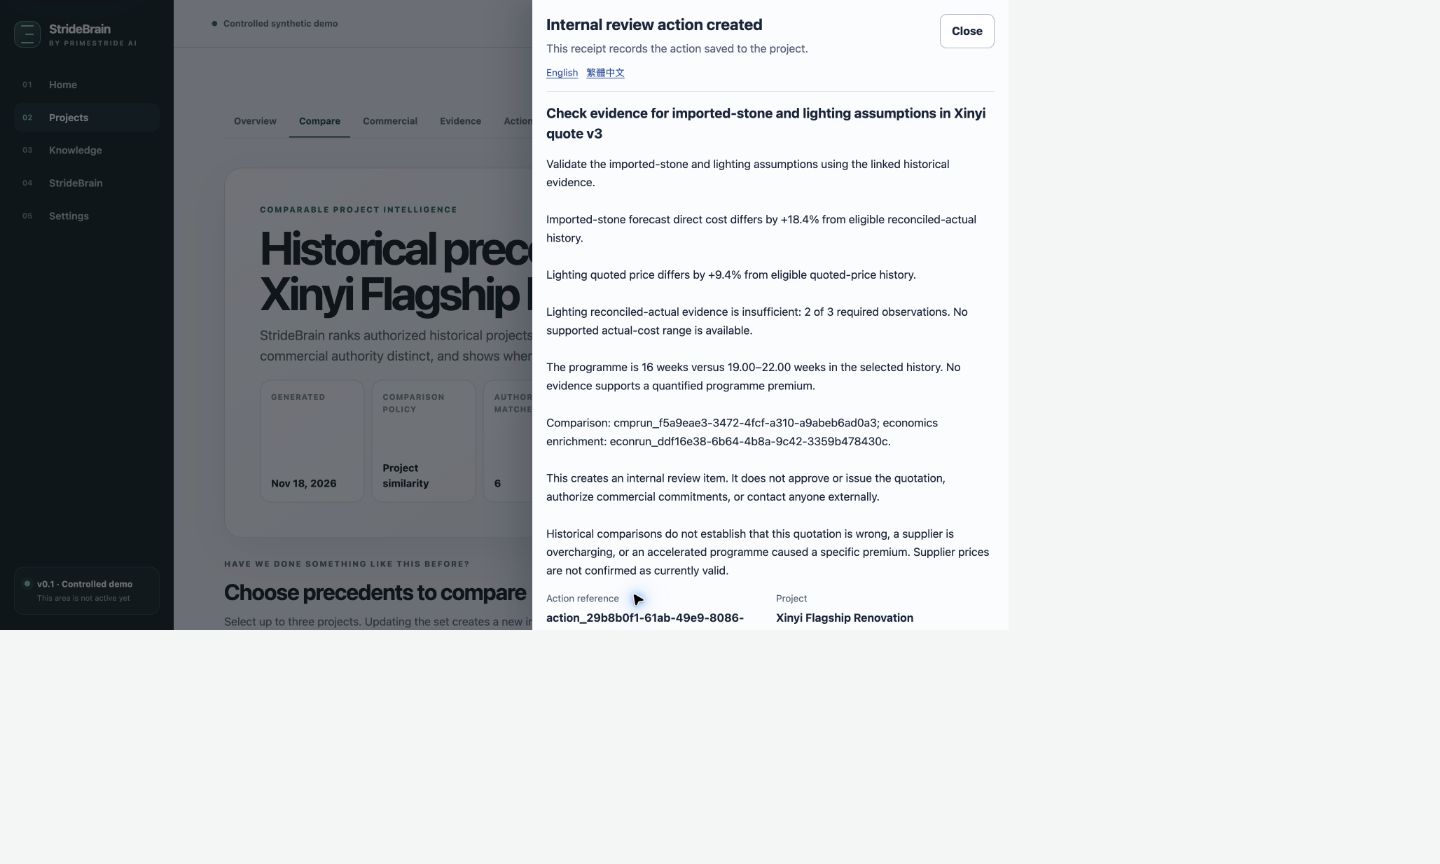 StrideBrain
BY PRIMESTRIDE AI
01 Home
02 Projects
03 Knowledge
04 StrideBrain
05 Settings
v0.1 · Controlled demo
This area is not active yet
Controlled synthetic demo
Overview Compare Commercial Evidence Action
COMPARABLE PROJECT INTELLIGENCE
Historical prece
Xinyi Flagship
StrideBrain ranks authorized historical projects
commercial authority distinct, and shows wher
GENERATED
Nov 18, 2026
COMPARISON
POLICY
Project
similarity
AUTHOR
MATCHE
6
HAVE WE DONE SOMETHING LIKE THIS BEFORE?
Choose precedents to compare
Select up to three projects. Updating the set creates a new in
Internal review action created
This receipt records the action saved to the project.
English 繁體中文
Close
Check evidence for imported-stone and lighting assumptions in Xinyi
quote v3
Validate the imported-stone and lighting assumptions using the linked historical
evidence.
Imported-stone forecast direct cost differs by +18.4% from eligible reconciled-actual
history.
Lighting quoted price differs by +9.4% from eligible quoted-price history.
Lighting reconciled-actual evidence is insufficient: 2 of 3 required observations. No
supported actual-cost range is available.
The programme is 16 weeks versus 19.00–22.00 weeks in the selected history. No
evidence supports a quantified programme premium.
Comparison: cmprun_f5a9eae3-3472-4fcf-a310-a9abeb6ad0a3; economics
enrichment: econrun_ddf16e38-6b64-4b8a-9c42-3359b478430c.
This creates an internal review item. It does not approve or issue the quotation,
authorize commercial commitments, or contact anyone externally.
Historical comparisons do not establish that this quotation is wrong, a supplier is
overcharging, or an accelerated programme caused a specific premium. Supplier prices
are not confirmed as currently valid.
Action reference
action_29b8b0f1-61ab-49e9-8086-
Project
Xinyi Flagship Renovation